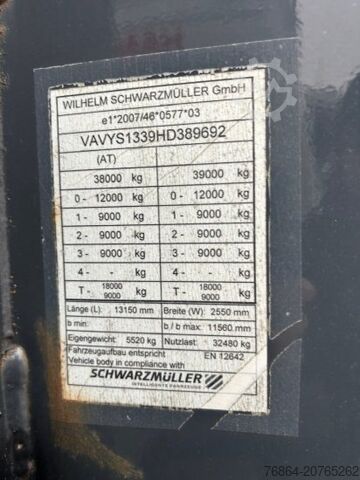 WILHELM SCHWARZMÜLLER GmbH
e1*2007/46*0577*03
VAVYS1339HD389692
(AT)
38000 kg 39000 kg
0 - 12000 kg 0 - 12000 kg
1 - 9000 kg 1 - 9000 kg
2 - 9000 kg 2 - 9000 kg
3 - 9000 kg 3 - 9000 kg
4 - - kg 4 - - kg
T - 18000 9000 kg T - 18000 9000 kg
Länge (L): 13150 mm Breite (W): 2550 mm
b min: b / b max: 11560 mm
Eigengewicht: 5520 kg Nutzlast: 32480 kg
Fahrzeugaufbau entspricht EN 12642
Vehicle body in compliance with
SCHWARZMÜLLER
INTELLIGENTE FAHRZEUGE
76864-20765262